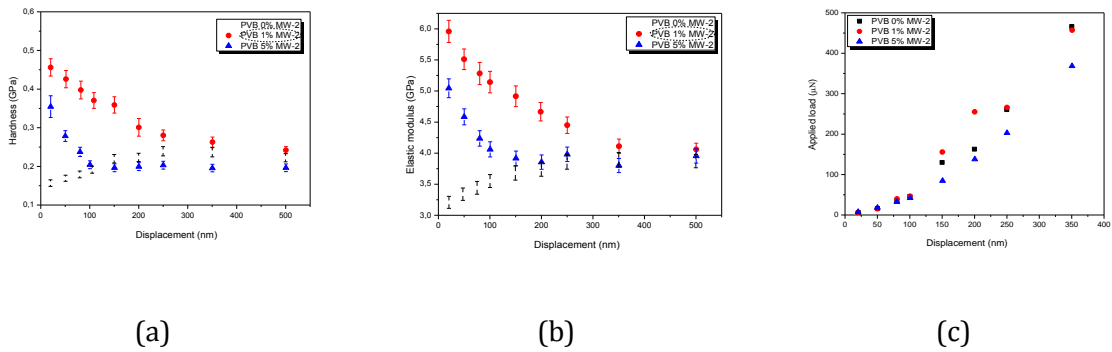 PVB 0% MW-2
PVB 1% MW-2
PVB 5% MW-2
0,6
0,5
0,4
0,3
0,2
0,1
Hardness (GPa)
0 100 200 300 400 500
Displacement (nm)
(a)
PVB 0% MW-2
PVB 1% MW-2
PVB 5% MW-2
6,0
5,5
5,0
4,5
4,0
3,5
3,0
Elastic modulus (GPa)
0 100 200 300 400 500
Displacement (nm)
(b)
PVB 0% MW-2
PVB 1% MW-2
PVB 5% MW-2
500
400
300
200
100
0
Applied load (μN)
0 50 100 150 200 250 300 350 400
Displacement (nm)
(c)